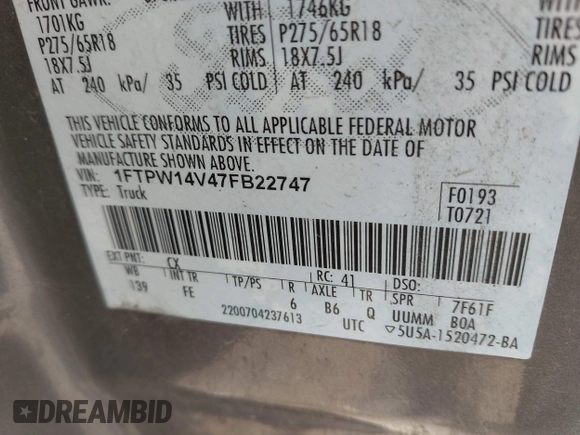 FRONT GAWR: WITH 1746KG WITH
1701KG TIRES P275/65R18 TIRES
P275/65R18 RIMS 18X7.5J RIMS
18X7.5J
AT 240 kPa/ 35 PSI COLD AT 240 kPa/ 35 PSI COLD
THIS VEHICLE CONFORMS TO ALL APPLICABLE FEDERAL MOTOR
VEHICLE SAFETY STANDARDS IN EFFECT ON THE DATE OF
MANUFACTURE SHOWN ABOVE.
VIN: 1FTPW14V47FB22747
TYPE: Truck
F0193
T0721
EXT PNT: CX RC: 41 DSO:
WB INT TR TP/PS R AXLE TR SPR 7F61F
139 FE 6 B6 Q UUMM BOA
2200704237613 UTC ▽5U5A-1520472-BA
DREAMBID